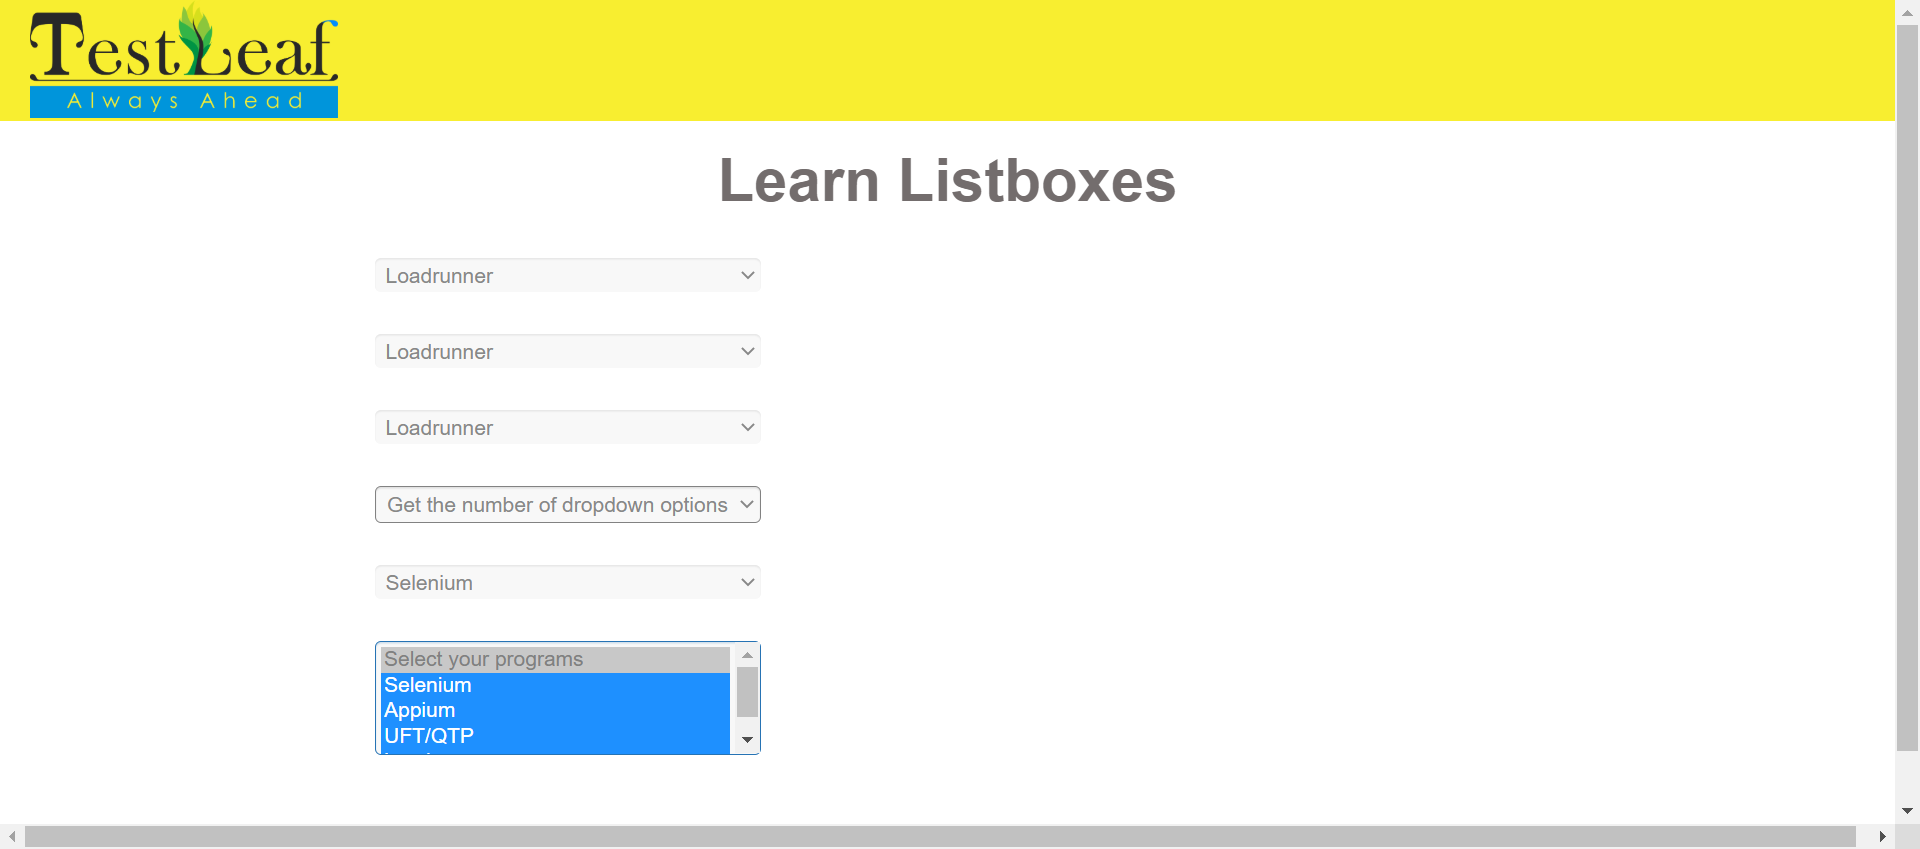 TestLeaf
Always Ahead
Learn Listboxes
Loadrunner
Loadrunner
Loadrunner
Get the number of dropdown options
Selenium
Select your programs
Selenium
Appium
UFT/QTP